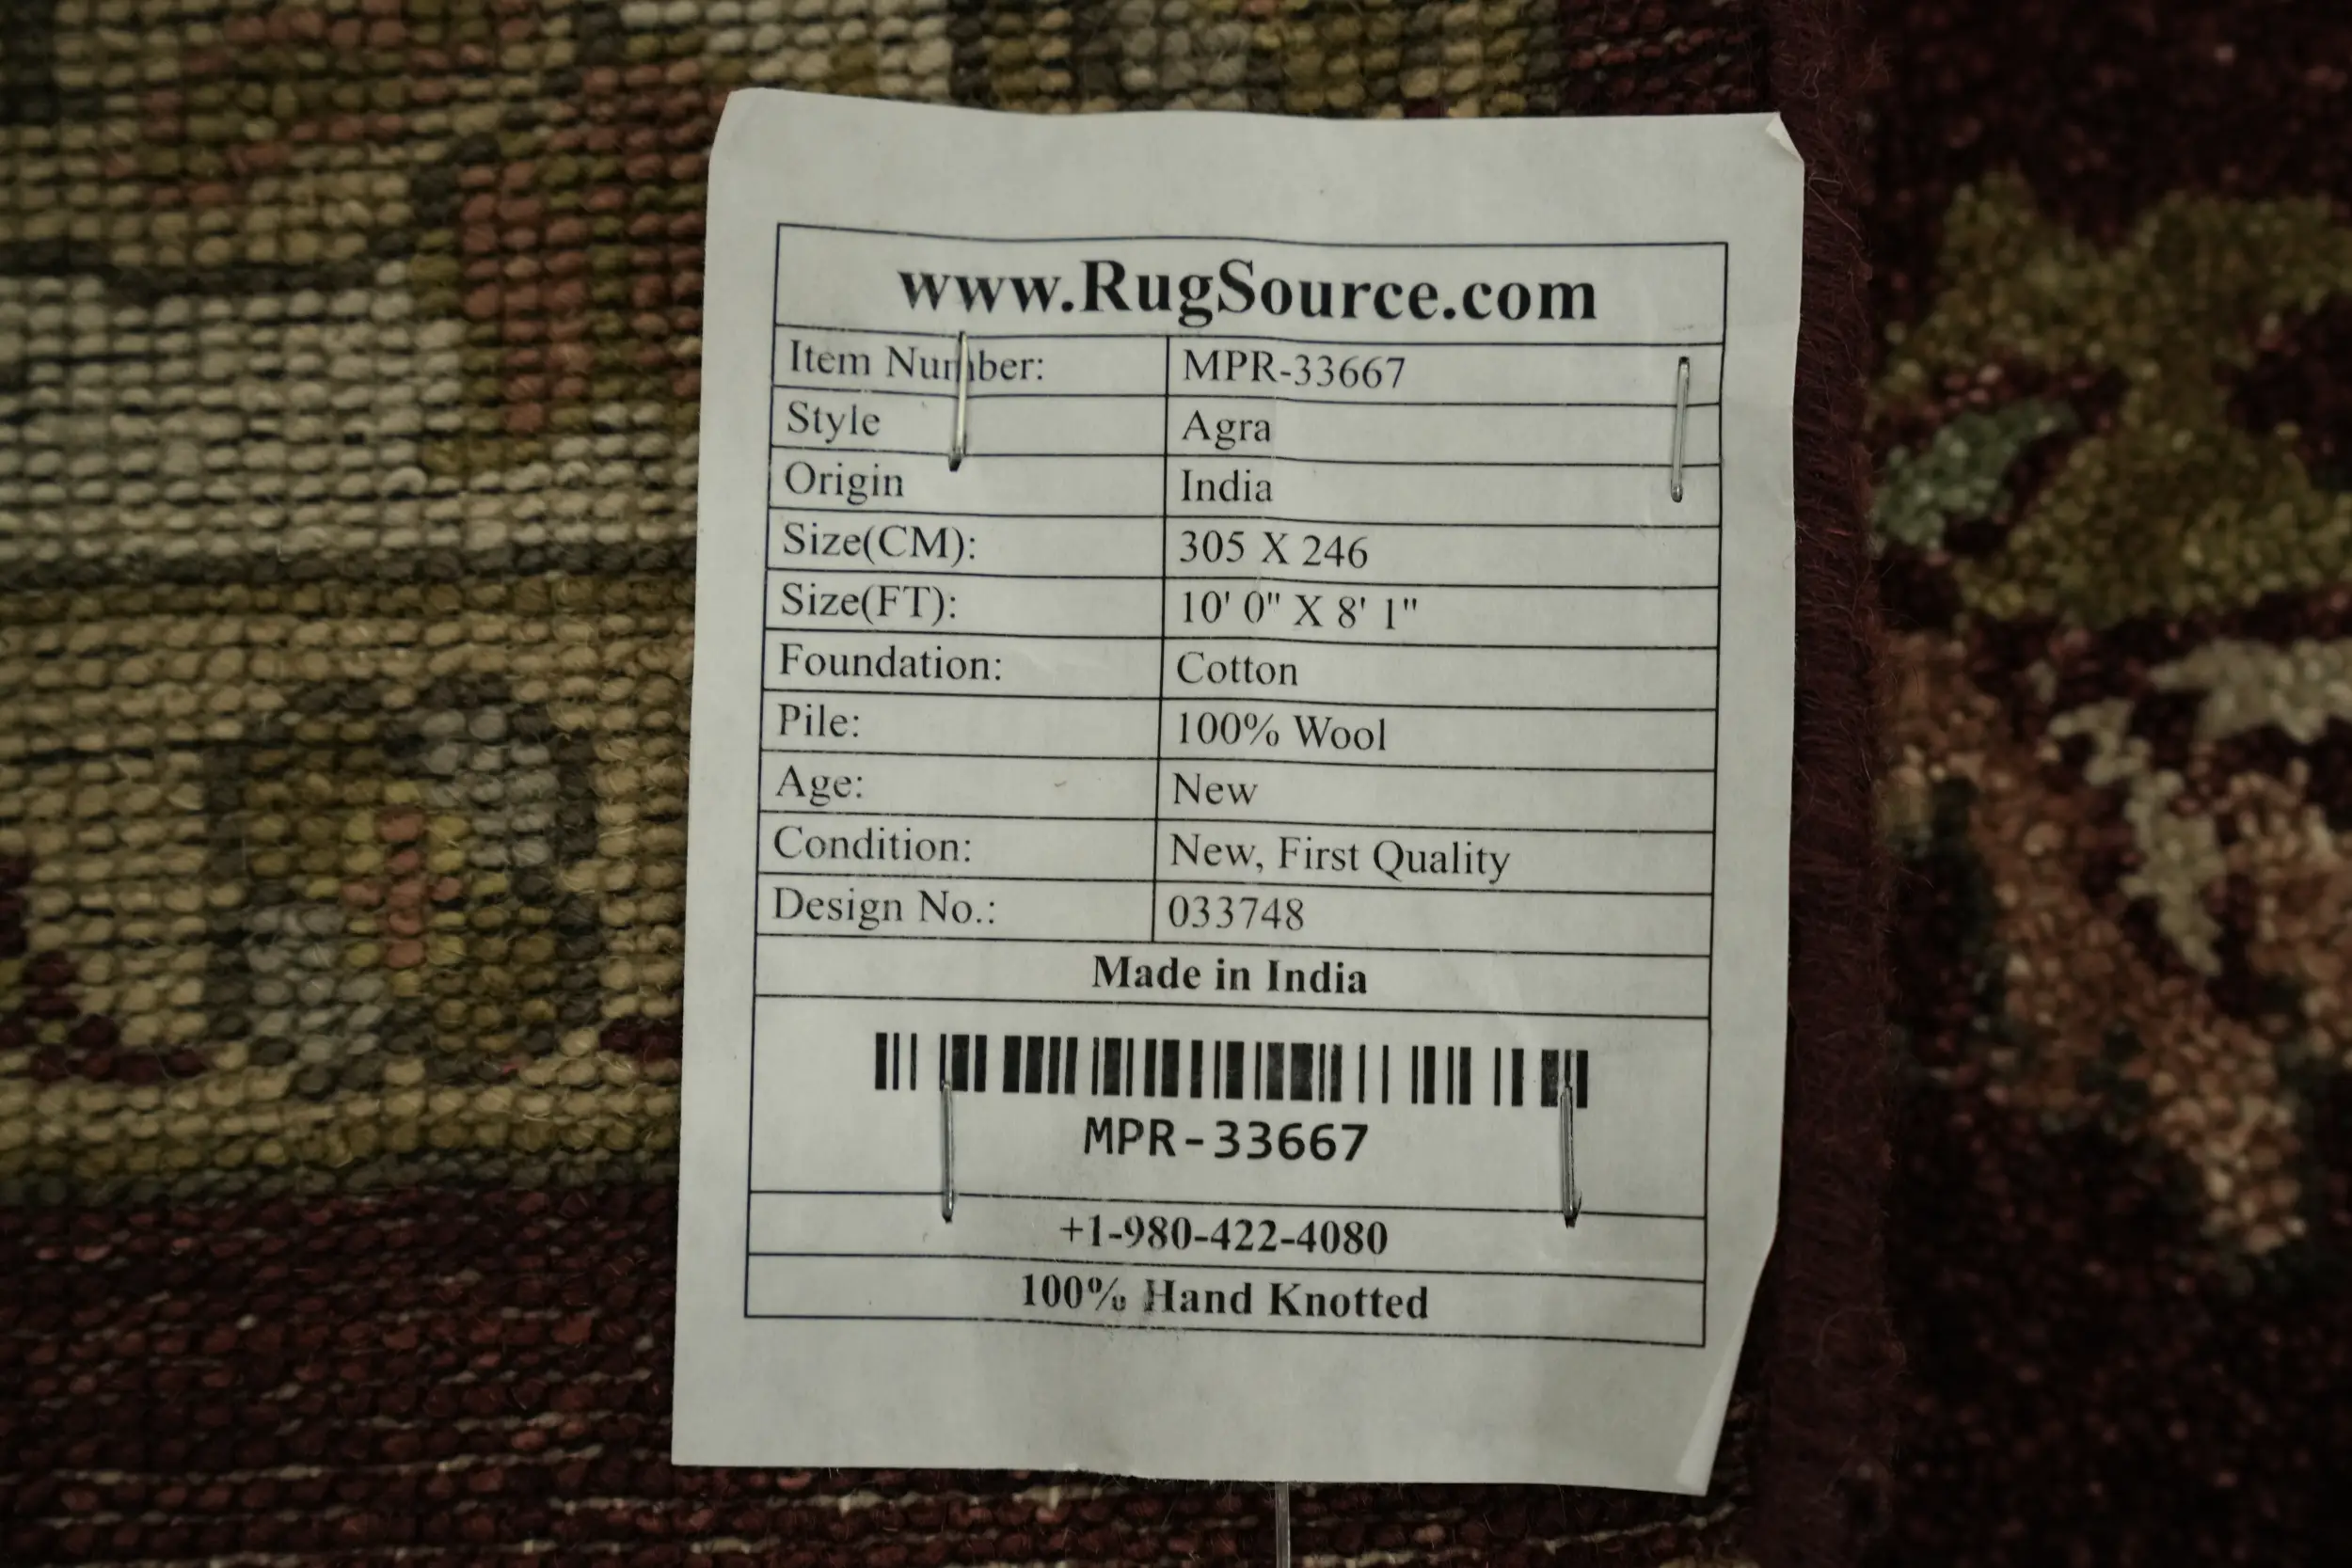 www.RugSource.com
Item Number: MPR-33667
Style Agra
Origin India
Size(CM): 305 X 246
Size(FT): 10' 0" X 8' 1"
Foundation: Cotton
Pile: 100% Wool
Age: New
Condition: New, First Quality
Design No.: 033748
Made in India
MPR-33667
+1-980-422-4080
100% Hand Knotted